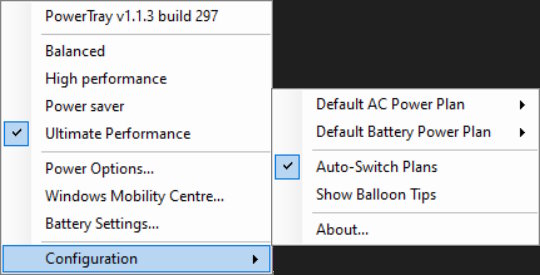 PowerTray v1.1.3 build 297
Balanced
High performance
Power saver
Ultimate Performance
Power Options...
Windows Mobility Centre...
Battery Settings...
Configuration
Default AC Power Plan
Default Battery Power Plan
Auto-Switch Plans
Show Balloon Tips
About...